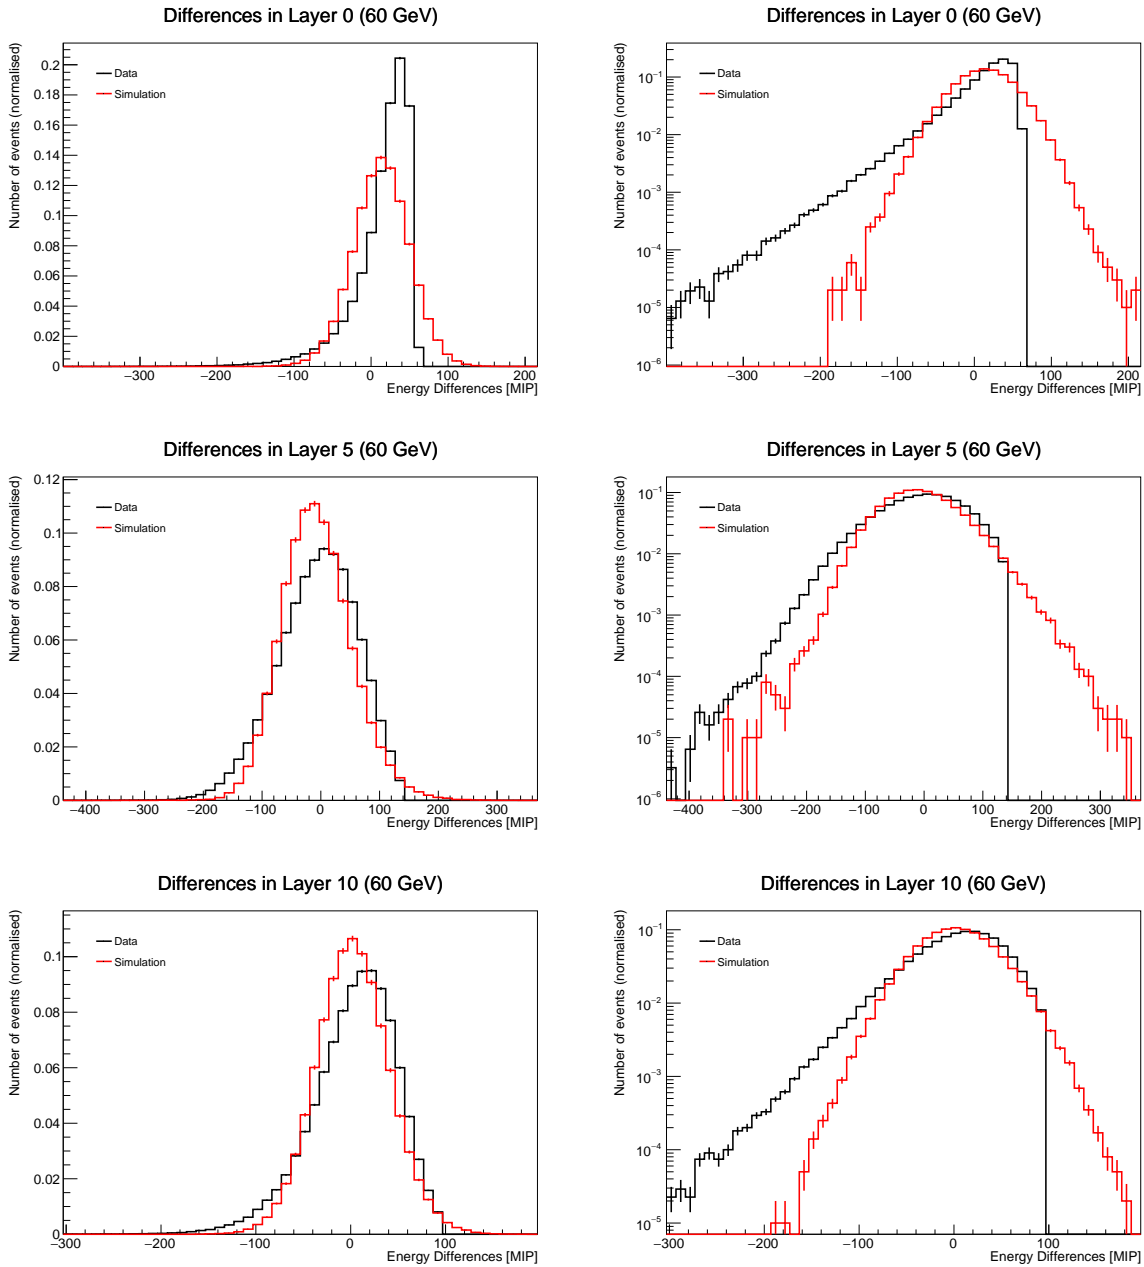 Differences in Layer 0 (60 GeV)
Number of events (normalised)
0.2
0.18
0.16
0.14
0.12
0.1
0.08
0.06
0.04
0.02
0
Data
Simulation
−300
−200
−100
0
100
200
Energy Differences [MIP]
Differences in Layer 0 (60 GeV)
Number of events (normalised)
10−1
10−2
10−3
10−4
10−5
10−6
Data
Simulation
−300
−200
−100
0
100
200
Energy Differences [MIP]
Differences in Layer 5 (60 GeV)
Number of events (normalised)
0.12
0.1
0.08
0.06
0.04
0.02
0
Data
Simulation
−400
−300
−200
−100
0
100
200
300
Energy Differences [MIP]
Differences in Layer 5 (60 GeV)
Number of events (normalised)
10−1
10−2
10−3
10−4
10−5
10−6
Data
Simulation
−400
−300
−200
−100
0
100
200
300
Energy Differences [MIP]
Differences in Layer 10 (60 GeV)
Number of events (normalised)
0.1
0.08
0.06
0.04
0.02
0
Data
Simulation
−300
−200
−100
0
100
Energy Differences [MIP]
Differences in Layer 10 (60 GeV)
Number of events (normalised)
10−1
10−2
10−3
10−4
10−5
Data
Simulation
−300
−200
−100
0
100
Energy Differences [MIP]